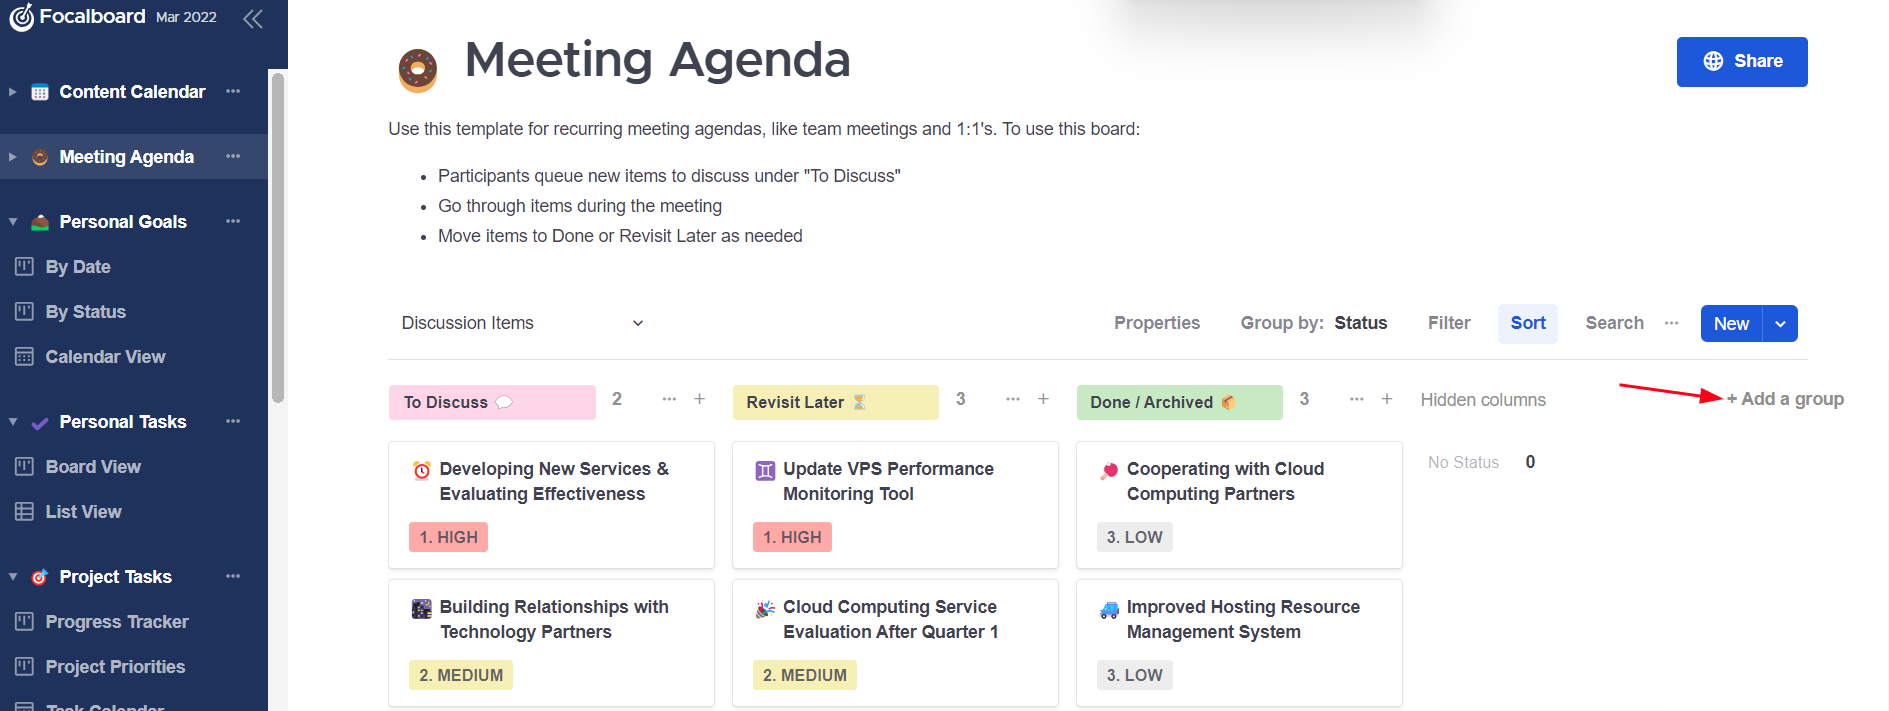 Focalboard Mar 2022
Content Calendar
Meeting Agenda
Personal Goals
By Date
By Status
Calendar View
Personal Tasks
Board View
List View
Project Tasks
Progress Tracker
Project Priorities
Task Calendar
Meeting Agenda
Share
Use this template for recurring meeting agendas, like team meetings and 1:1's. To use this board:
• Participants queue new items to discuss under "To Discuss"
• Go through items during the meeting
• Move items to Done or Revisit Later as needed
Discussion Items
Properties Group by: Status Filter Sort Search ··· New
To Discuss 💬 2 ··· +
Revisit Later ⏳ 3 ··· +
Done / Archived 📦 3 ··· +
Hidden columns
+ Add a group
Developing New Services &
Evaluating Effectiveness
1. HIGH
Building Relationships with
Technology Partners
2. MEDIUM
Update VPS Performance
Monitoring Tool
1. HIGH
Cloud Computing Service
Evaluation After Quarter 1
2. MEDIUM
Cooperating with Cloud
Computing Partners
3. LOW
Improved Hosting Resource
Management System
3. LOW
No Status 0